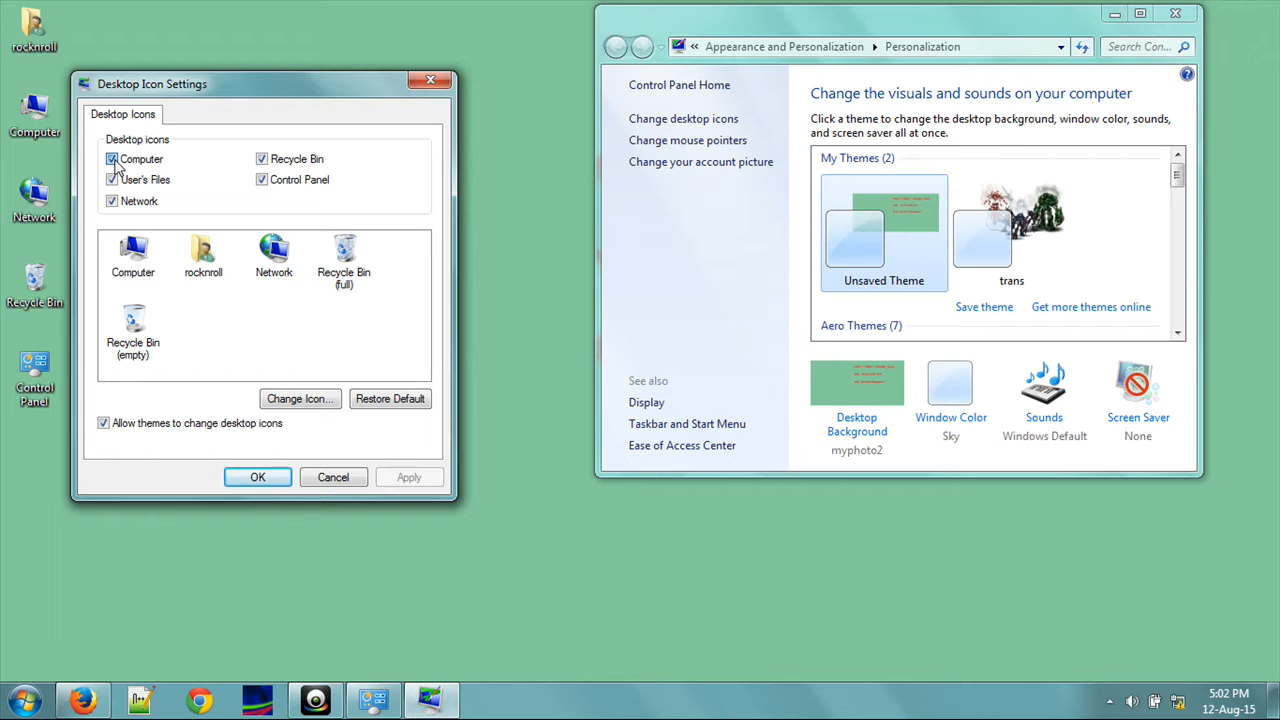 rocknroll
Computer
Network
Recycle Bin
Control
Panel
Desktop Icon Settings
Desktop Icons
Desktop icons
Computer
Recycle Bin
User's Files
Control Panel
Network
Computer
rocknroll
Network
Recycle Bin
(full)
Recycle Bin
(empty)
Change Icon...
Restore Default
Allow themes to change desktop icons
OK
Cancel
Apply
« Appearance and Personalization
Personalization
Search Con...
Control Panel Home
Change desktop icons
Change mouse pointers
Change your account picture
See also
Display
Taskbar and Start Menu
Ease of Access Center
Change the visuals and sounds on your computer
Click a theme to change the desktop background, window color, sounds,
and screen saver all at once.
My Themes (2)
Unsaved Theme
trans
Save theme
Get more themes online
Aero Themes (7)
Desktop
Background
myphoto2
Window Color
Sky
Sounds
Windows Default
Screen Saver
None
5:02 PM
12-Aug-15